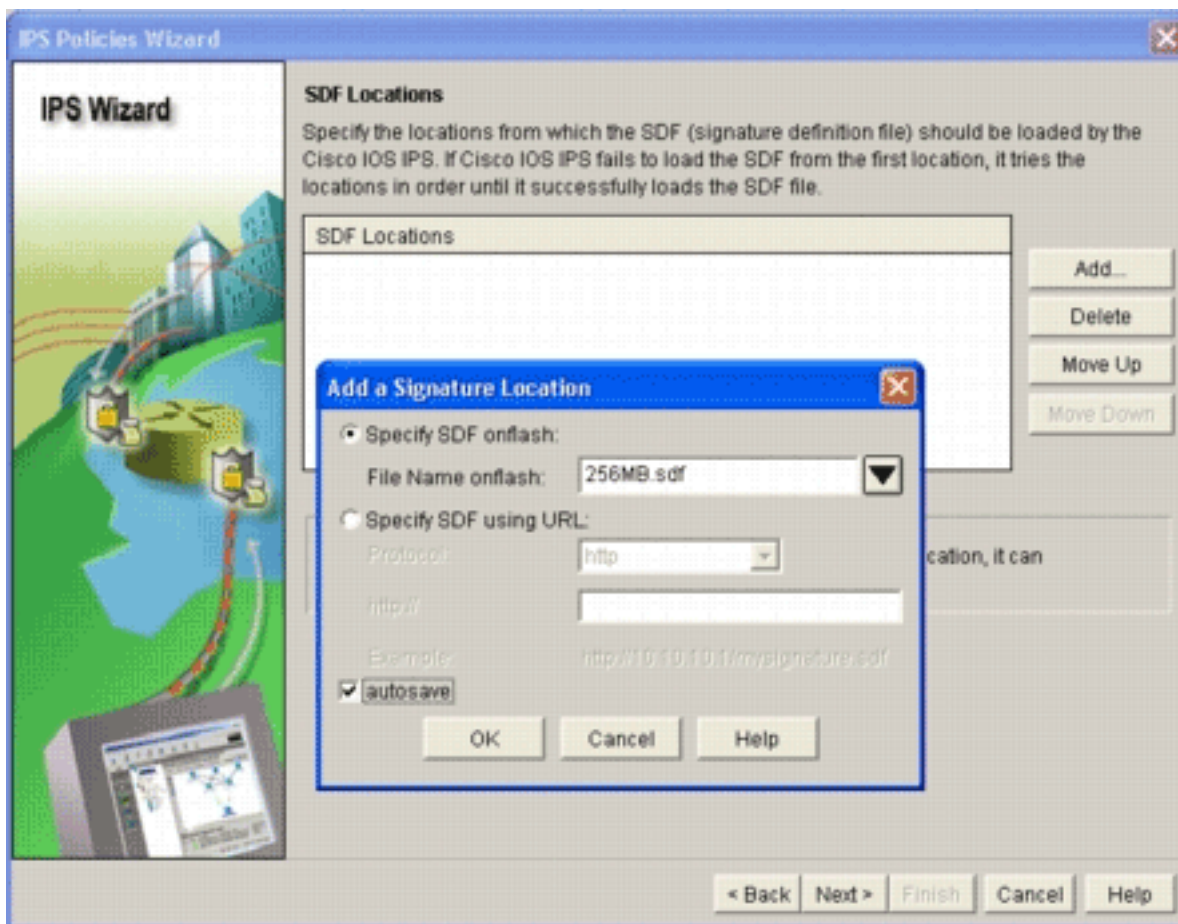 IPS Policies Wizard
IPS Wizard
SDF Locations
Specify the locations from which the SDF (signature definition file) should be loaded by the
Cisco IOS IPS. If Cisco IOS IPS fails to load the SDF from the first location, it tries the
locations in order until it successfully loads the SDF file.
SDF Locations
Add...
Delete
Move Up
Move Down
Add a Signature Location
Specify SDF onflash:
File Name onflash:
256MB.sdf
Specify SDF using URL:
Protocol:
http
cation, it can
http://
Example:
http://10.10.10.1/mysignature.sdf
autosave
OK
Cancel
Help
< Back
Next >
Finish
Cancel
Help